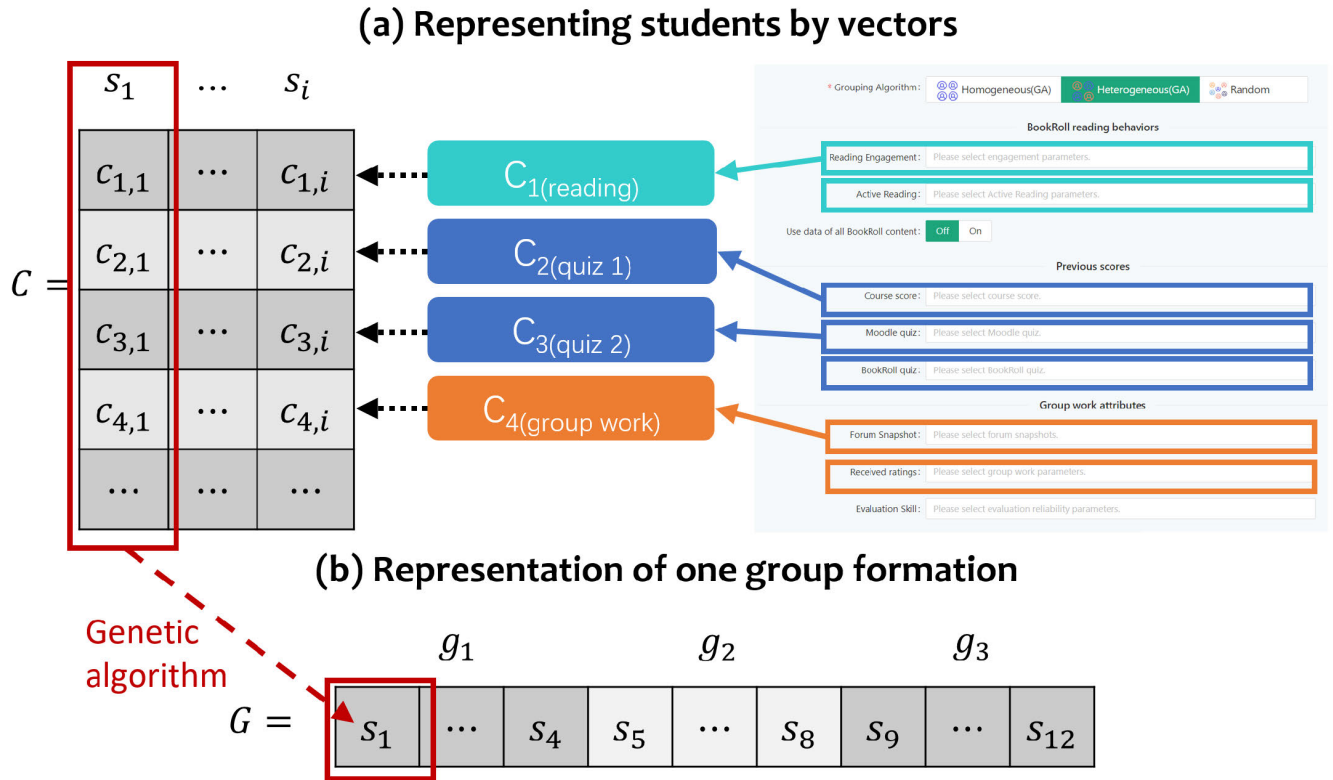 (a) Representing students by vectors
s₁ ... sᵢ
C =
c₁,₁ ... c₁,ᵢ
c₂,₁ ... c₂,ᵢ
c₃,₁ ... c₃,ᵢ
c₄,₁ ... c₄,ᵢ
... ... ...
C₁(reading)
C₂(quiz 1)
C₃(quiz 2)
C₄(group work)
* Grouping Algorithm: Homogeneous(GA) Heterogeneous(GA) Random
BookRoll reading behaviors
Reading Engagement: Please select engagement parameters.
Active Reading: Please select Active Reading parameters.
Use data of all BookRoll content: Off On
Previous scores
Course score: Please select course score.
Moodle quiz: Please select Moodle quiz.
BookRoll quiz: Please select BookRoll quiz.
Group work attributes
Forum Snapshot: Please select forum snapshots.
Received ratings: Please select group work parameters.
Evaluation Skill: Please select evaluation reliability parameters.
(b) Representation of one group formation
Genetic
algorithm
g₁ g₂ g₃
G = s₁ ... s₄ s₅ ... s₈ s₉ ... s₁₂